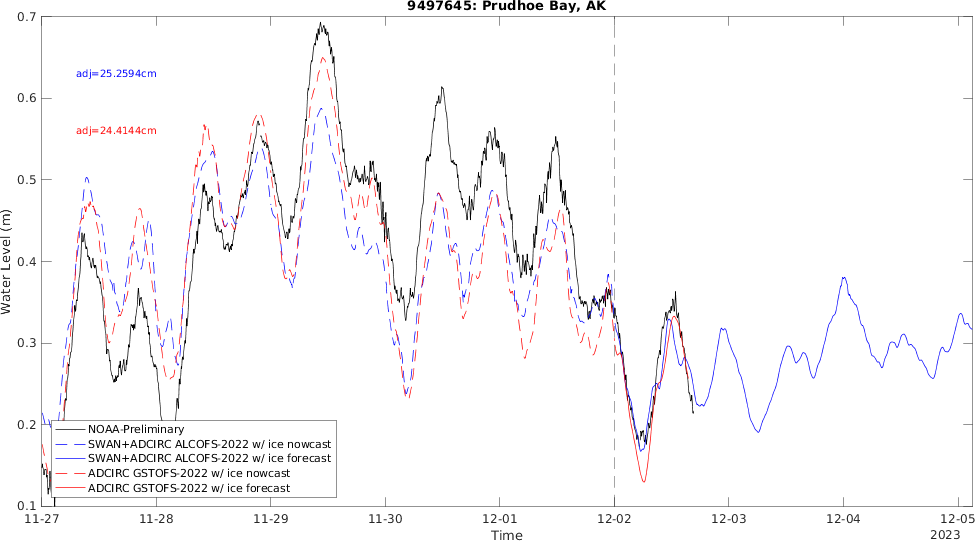 9497645: Prudhoe Bay, AK
0.7
adj=25.2594cm
0.6
adj=24.4144cm
0.5
Water Level (m)
0.4
0.3
0.2
NOAA-Preliminary
SWAN+ADCIRC ALCOFS-2022 w/ ice nowcast
SWAN+ADCIRC ALCOFS-2022 w/ ice forecast
ADCIRC GSTOFS-2022 w/ ice nowcast
ADCIRC GSTOFS-2022 w/ ice forecast
0.1
11-27 11-28 11-29 11-30 12-01 12-02 12-03 12-04 12-05
Time 2023